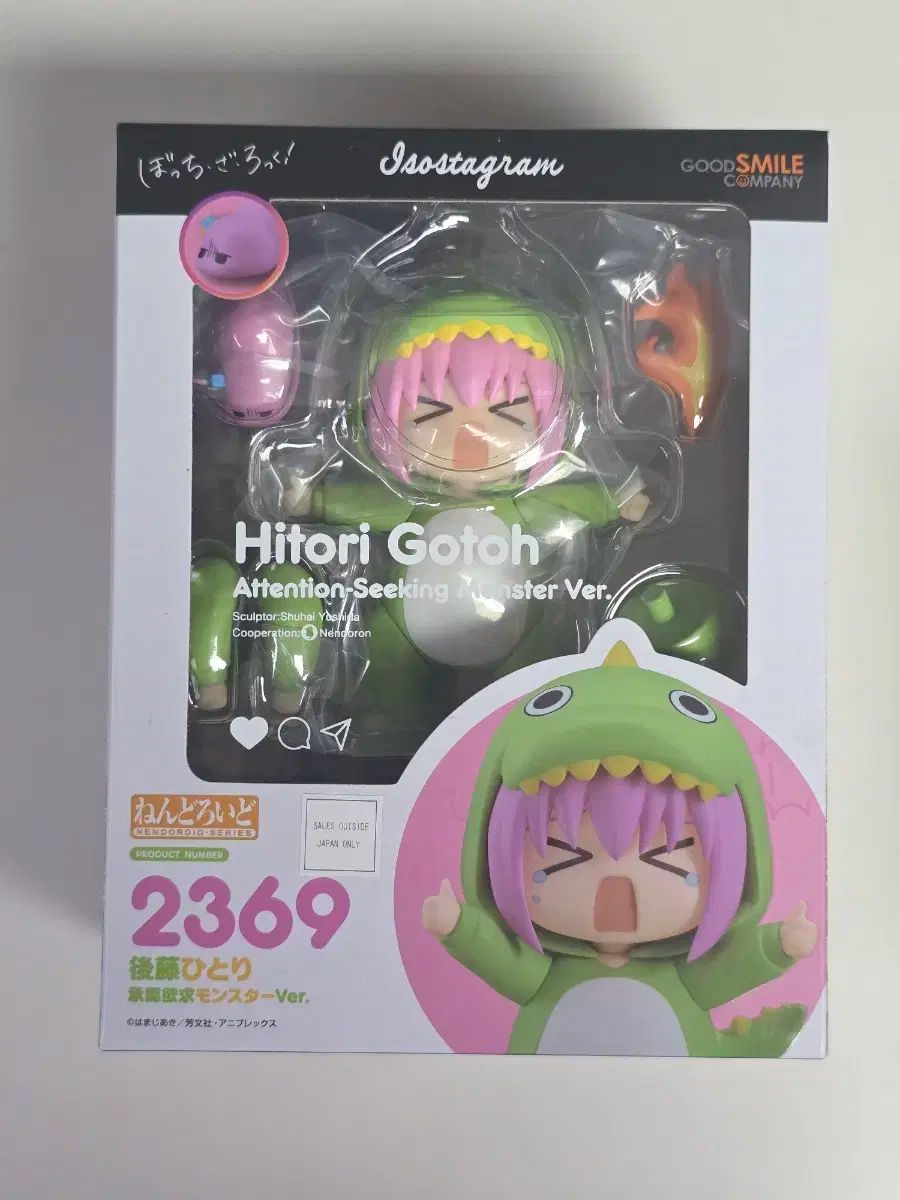 ぼっち・ざ・ろっく!
Isostagram
GOOD SMILE
COMPANY
Hitori Gotoh
Attention-Seeking Monster Ver.
Sculptor:Shuhei Yoshida
Cooperation: Nendoron
ねんどろいど
NENDOROID-SERIES
PRODUCT NUMBER
2369
SALES OUTSIDE
JAPAN ONLY
後藤ひとり
承認欲求モンスターVer.
©はまじあき／芳文社・アニプレックス